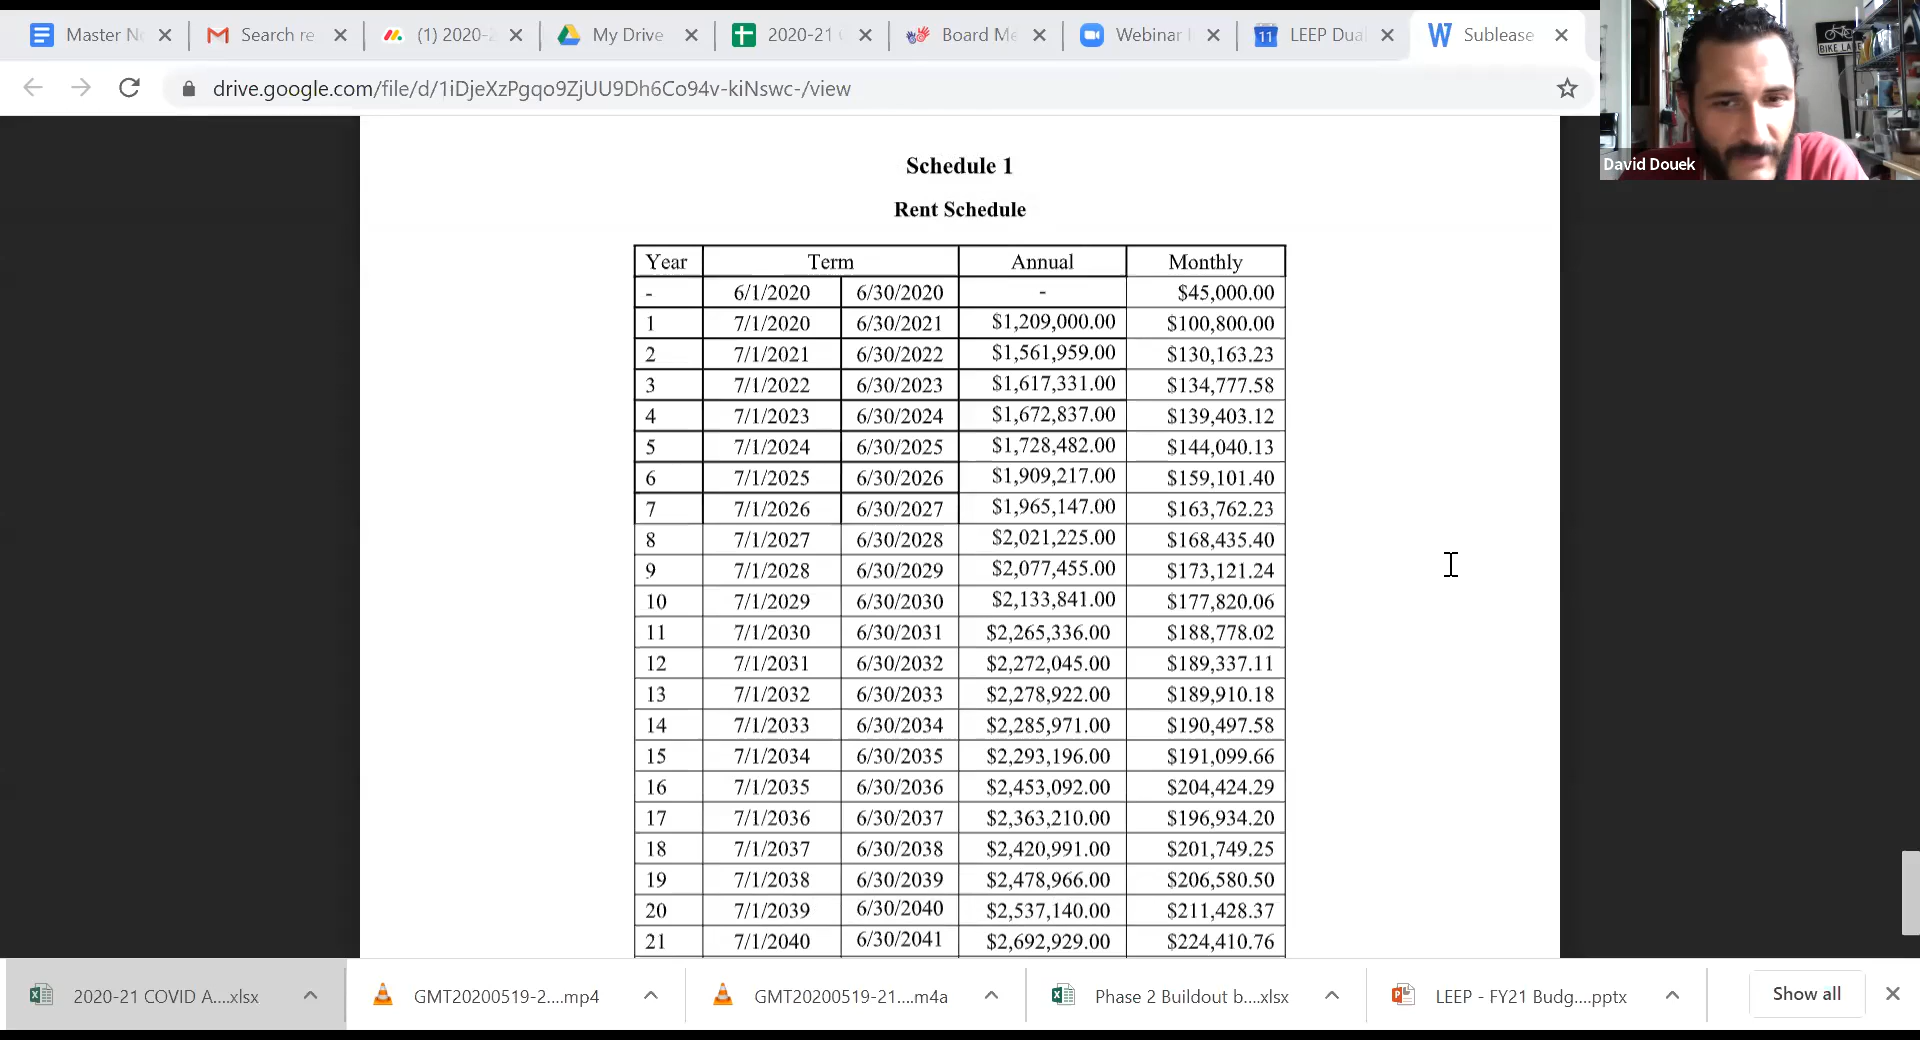 Master N
Search re
(1) 2020-2
My Drive
2020-21
Board Me
Webinar
11
LEEP Dual
Sublease
drive.google.com/file/d/1iDjeXzPgqo9ZjUU9Dh6Co94v-kiNswc-/view
BIKE LA
David Douek
Schedule 1
Rent Schedule
Year Term Annual Monthly
- 6/1/2020 6/30/2020 - $45,000.00
1 7/1/2020 6/30/2021 $1,209,000.00 $100,800.00
2 7/1/2021 6/30/2022 $1,561,959.00 $130,163.23
3 7/1/2022 6/30/2023 $1,617,331.00 $134,777.58
4 7/1/2023 6/30/2024 $1,672,837.00 $139,403.12
5 7/1/2024 6/30/2025 $1,728,482.00 $144,040.13
6 7/1/2025 6/30/2026 $1,909,217.00 $159,101.40
7 7/1/2026 6/30/2027 $1,965,147.00 $163,762.23
8 7/1/2027 6/30/2028 $2,021,225.00 $168,435.40
9 7/1/2028 6/30/2029 $2,077,455.00 $173,121.24
10 7/1/2029 6/30/2030 $2,133,841.00 $177,820.06
11 7/1/2030 6/30/2031 $2,265,336.00 $188,778.02
12 7/1/2031 6/30/2032 $2,272,045.00 $189,337.11
13 7/1/2032 6/30/2033 $2,278,922.00 $189,910.18
14 7/1/2033 6/30/2034 $2,285,971.00 $190,497.58
15 7/1/2034 6/30/2035 $2,293,196.00 $191,099.66
16 7/1/2035 6/30/2036 $2,453,092.00 $204,424.29
17 7/1/2036 6/30/2037 $2,363,210.00 $196,934.20
18 7/1/2037 6/30/2038 $2,420,991.00 $201,749.25
19 7/1/2038 6/30/2039 $2,478,966.00 $206,580.50
20 7/1/2039 6/30/2040 $2,537,140.00 $211,428.37
21 7/1/2040 6/30/2041 $2,692,929.00 $224,410.76
2020-21 COVID A....xlsx
GMT20200519-2....mp4
GMT20200519-21....m4a
Phase 2 Buildout b....xlsx
LEEP - FY21 Budg....pptx
Show all